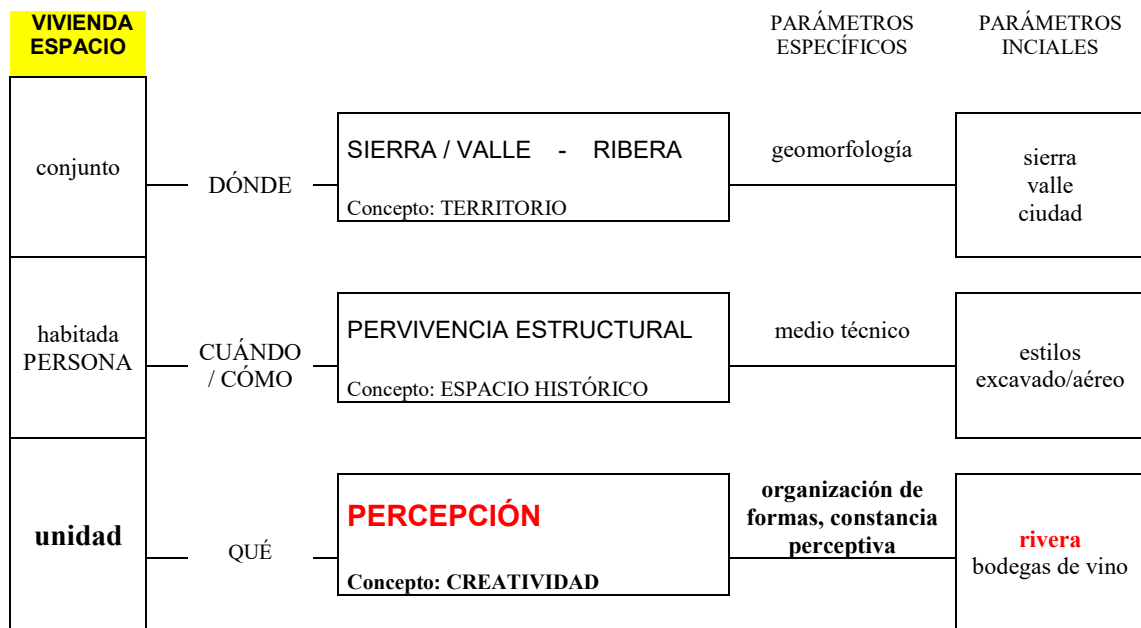 VIVIENDA
ESPACIO
PARÁMETROS
ESPECÍFICOS
PARÁMETROS
INCIALES
conjunto
DÓNDE
SIERRA / VALLE - RIBERA
Concepto: TERRITORIO
geomorfología
sierra
valle
ciudad
habitada
PERSONA
CUÁNDO
/ CÓMO
PERVIVENCIA ESTRUCTURAL
Concepto: ESPACIO HISTÓRICO
medio técnico
estilos
excavado/aéreo
unidad
QUÉ
PERCEPCIÓN
Concepto: CREATIVIDAD
organización de
formas, constancia
perceptiva
rivera
bodegas de vino